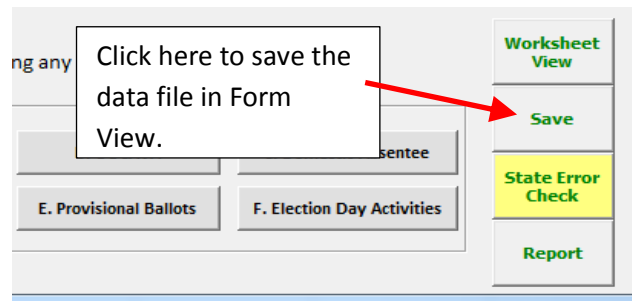 ng any
Click here to save the
data file in Form
View.
Worksheet
View
Save
sentee
State Error
Check
E. Provisional Ballots
F. Election Day Activities
Report